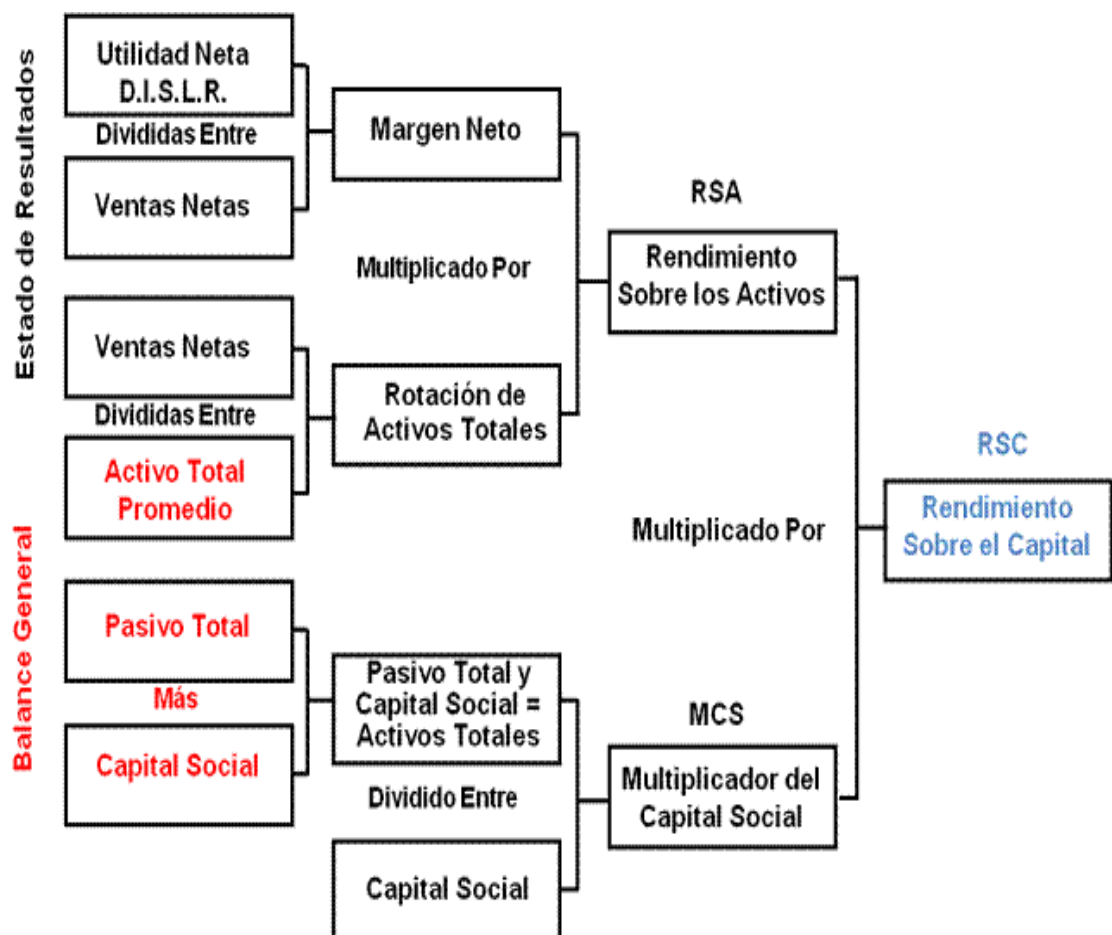 Estado de Resultados
Utilidad Neta
D.I.S.L.R.
Divididas Entre
Ventas Netas
Margen Neto
Multiplicado Por
Ventas Netas
Divididas Entre
Activo Total
Promedio
Rotación de
Activos Totales
RSA
Rendimiento
Sobre los Activos
Balance General
Pasivo Total
Más
Capital Social
Pasivo Total y
Capital Social =
Activos Totales
Dividido Entre
Capital Social
MCS
Multiplicador del
Capital Social
Multiplicado Por
RSC
Rendimiento
Sobre el Capital